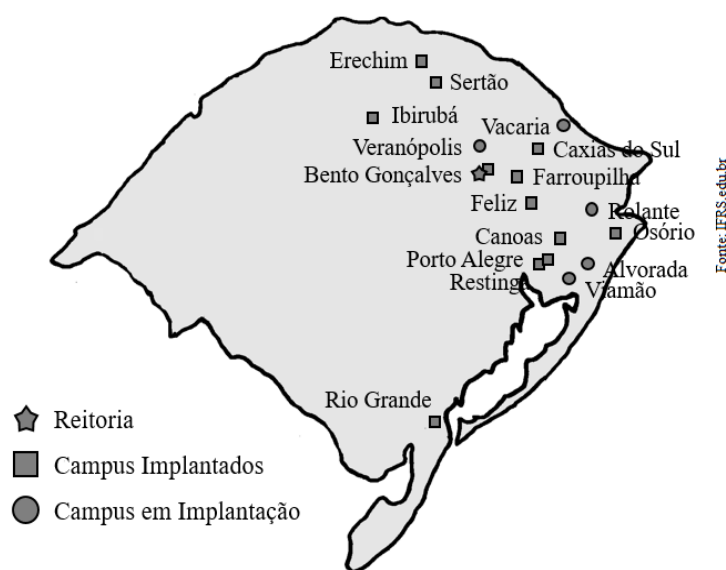 Erechim
Sertão
Ibirubá
Vacaria
Veranópolis
Caxias do Sul
Bento Gonçalves
Farroupilha
Feliz
Rolante
Canoas
Osório
Porto Alegre
Alvorada
Restinga
Viamão
Rio Grande
Reitoria
Campus Implantados
Campus em Implantação
Fonte: IFRS.edu.br